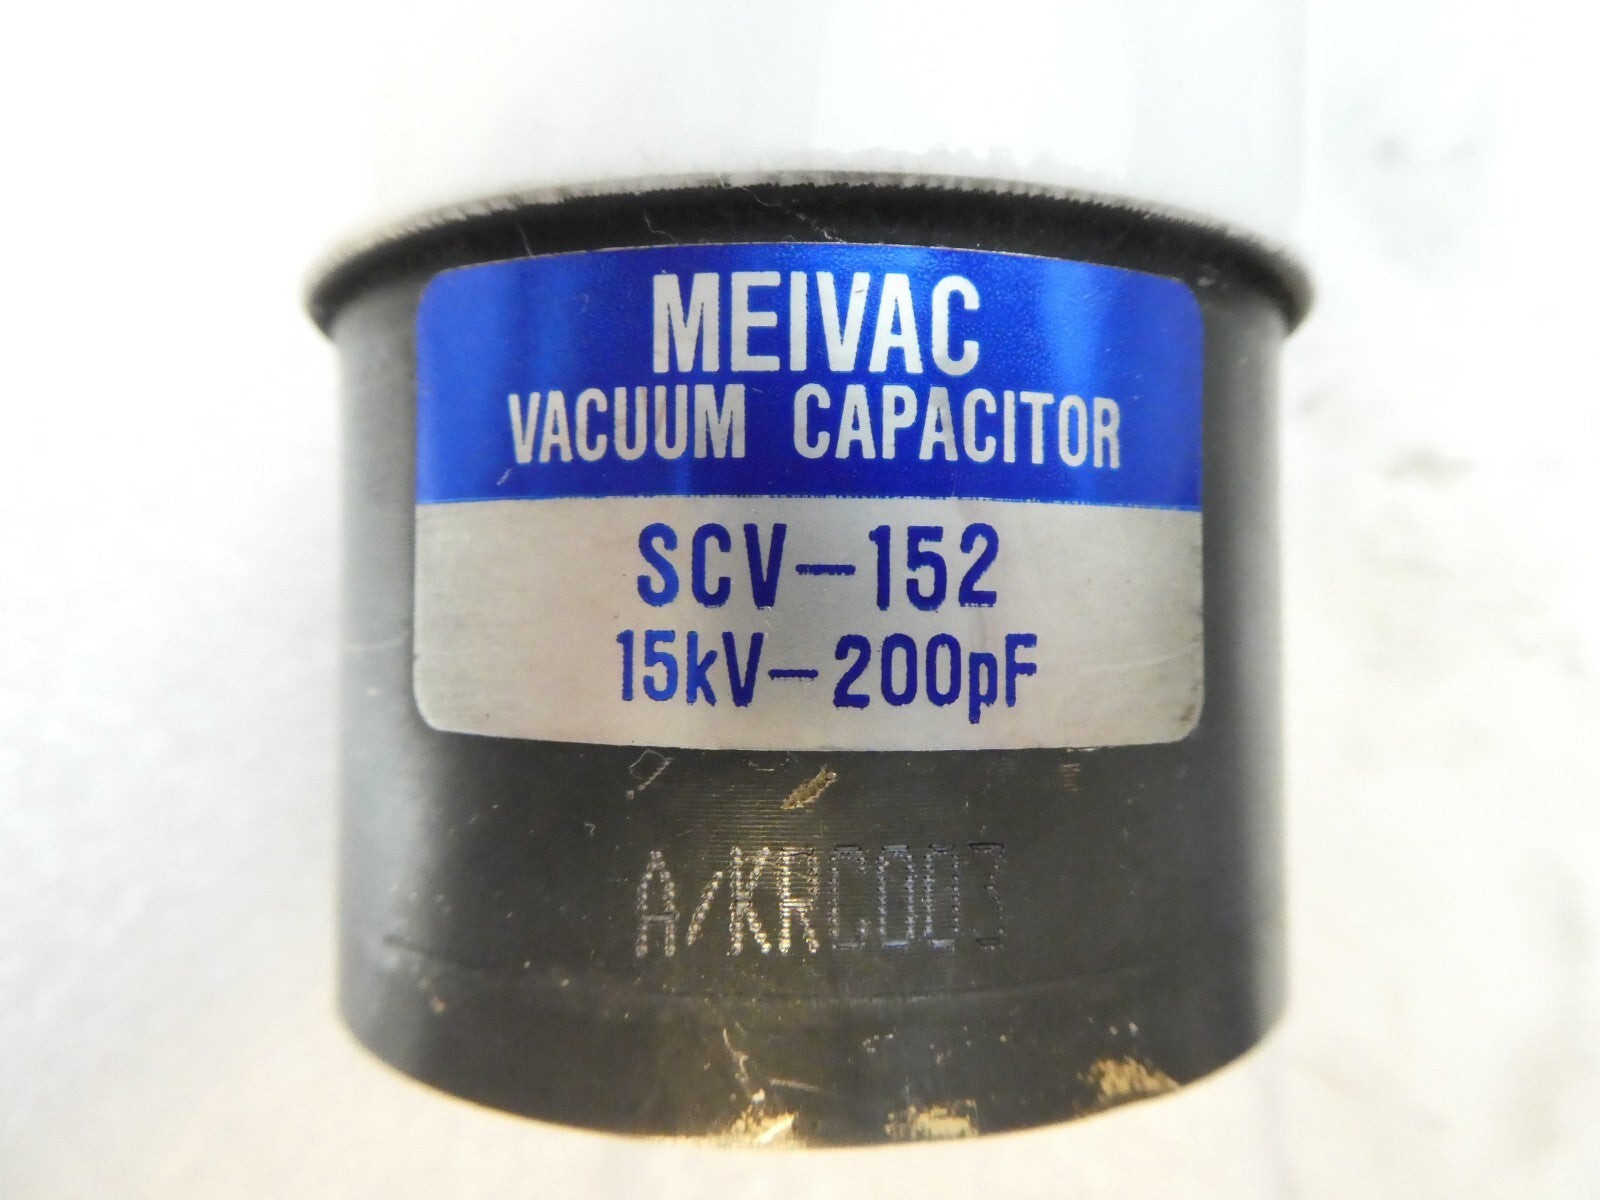 MEIVAC
VACUUM CAPACITOR
SCV-152
15kV-200pF
A/KRC003